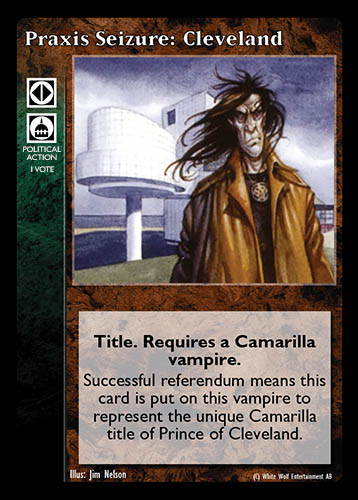 Praxis Seizure: Cleveland
POLITICAL
ACTION
1 VOTE
Title. Requires a Camarilla
vampire.
Successful referendum means this
card is put on this vampire to
represent the unique Camarilla
title of Prince of Cleveland.
Illus: Jim Nelson
(C) White Wolf Entertainment AB